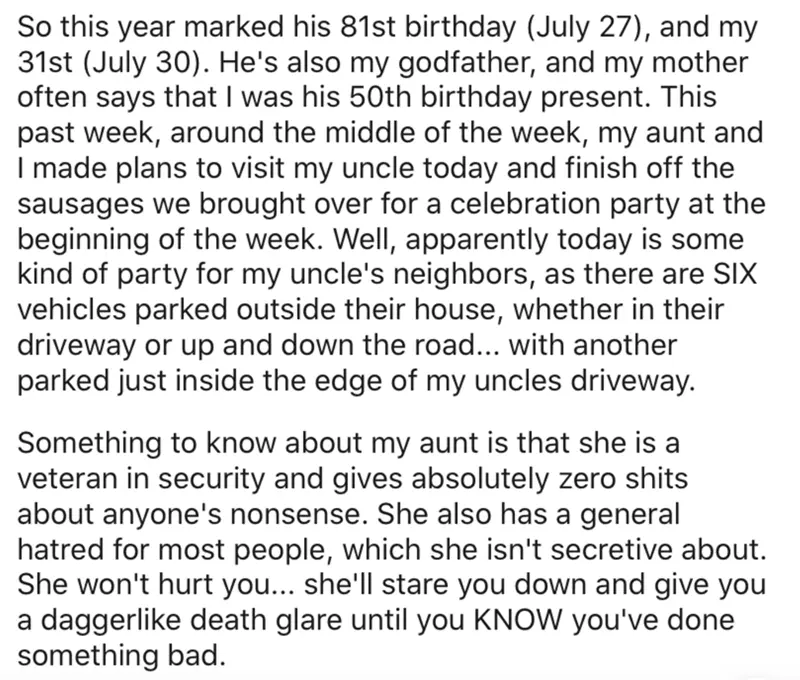 So this year marked his 81st birthday (July 27), and my
31st (July 30). He's also my godfather, and my mother
often says that I was his 50th birthday present. This
past week, around the middle of the week, my aunt and
I made plans to visit my uncle today and finish off the
sausages we brought over for a celebration party at the
beginning of the week. Well, apparently today is some
kind of party for my uncle's neighbors, as there are SIX
vehicles parked outside their house, whether in their
driveway or up and down the road... with another
parked just inside the edge of my uncles driveway.
Something to know about my aunt is that she is a
veteran in security and gives absolutely zero shits
about anyone's nonsense. She also has a general
hatred for most people, which she isn't secretive about.
She won't hurt you... she'll stare you down and give you
a daggerlike death glare until you KNOW you've done
something bad.